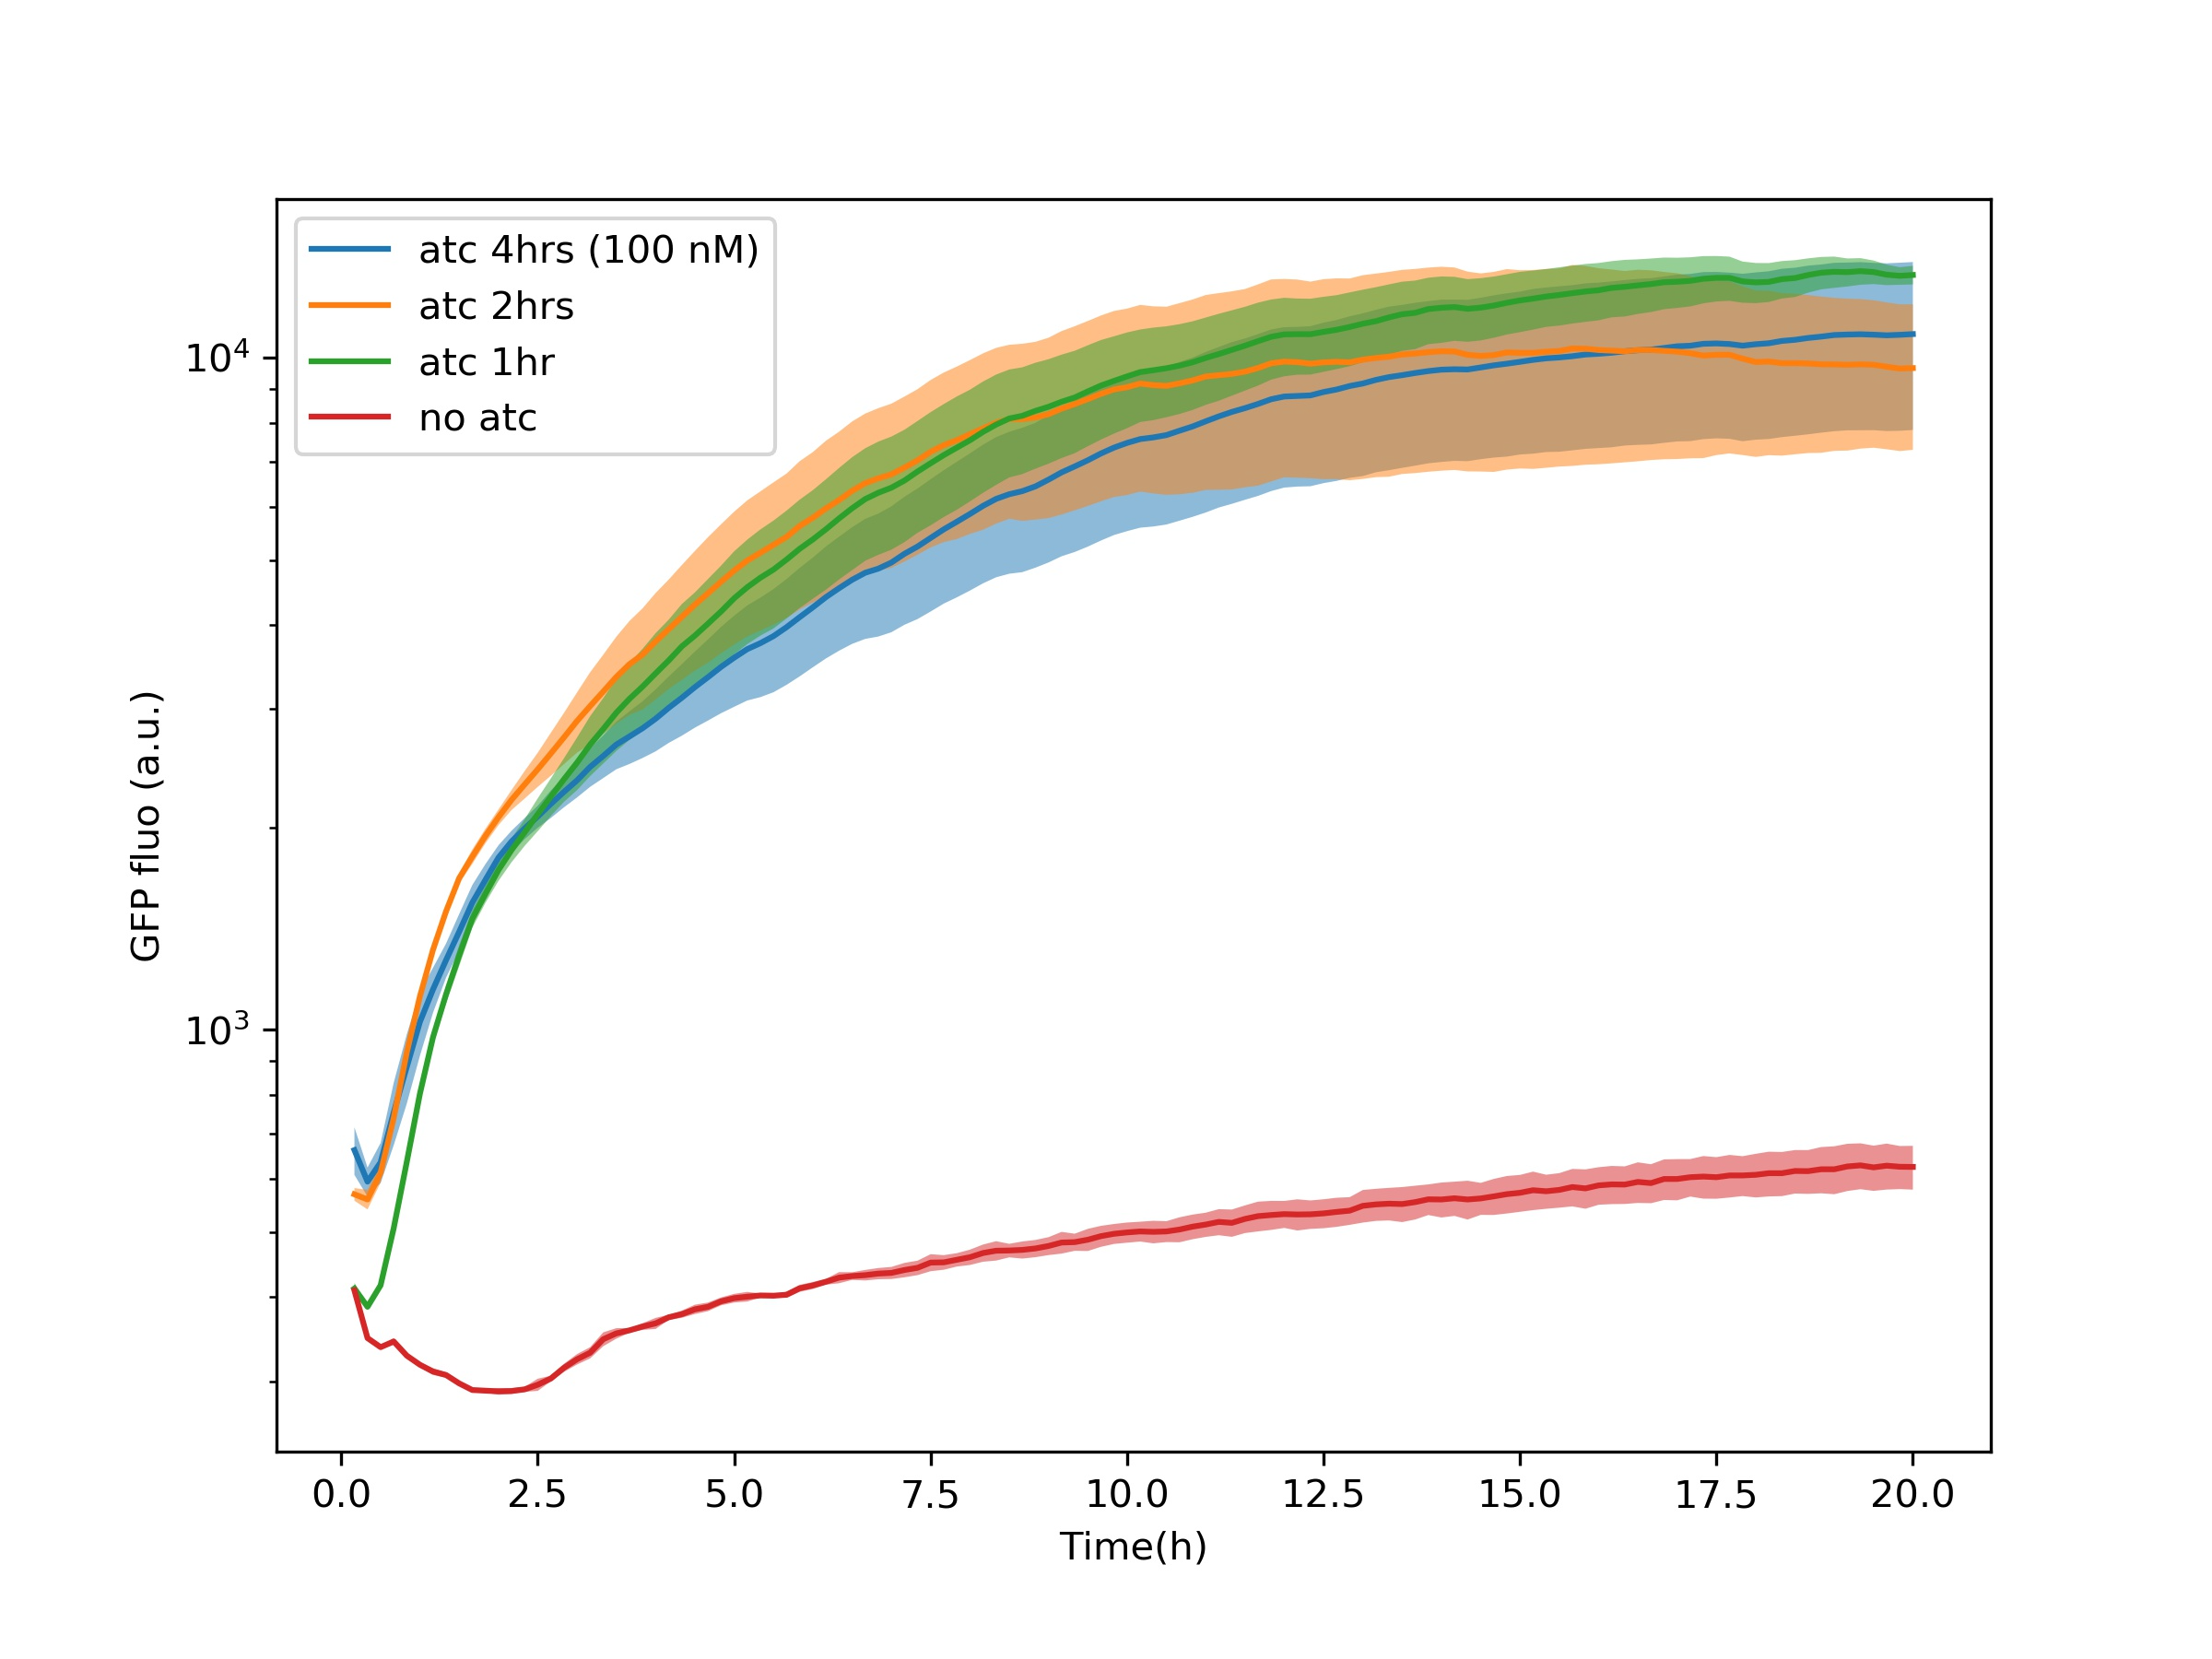 atc 4hrs (100 nM)
atc 2hrs
atc 1hr
no atc
10⁴
10³
GFP fluo (a.u.)
0.0 2.5 5.0 7.5 10.0 12.5 15.0 17.5 20.0
Time(h)